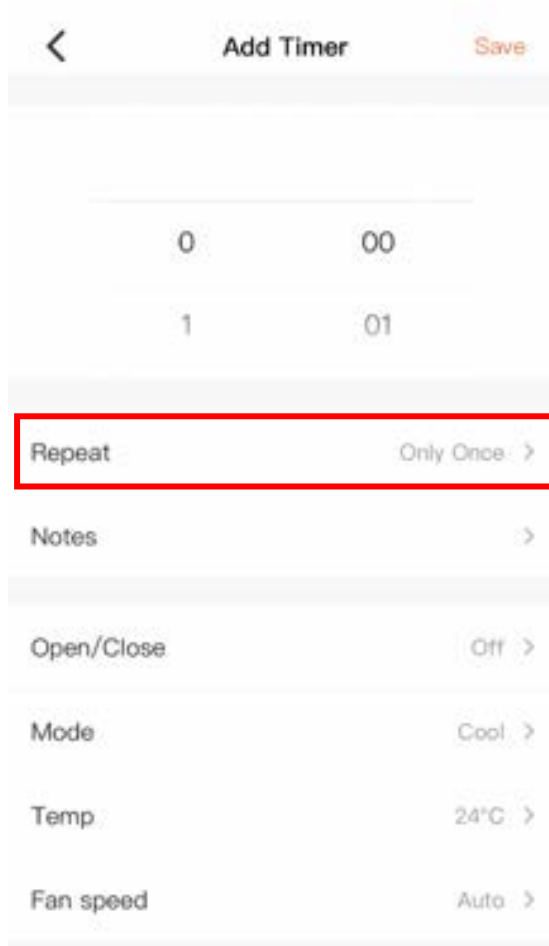 Add Timer Save
0 00
1 01
Repeat Only Once
Notes
Open/Close Off
Mode Cool
Temp 24°C
Fan speed Auto